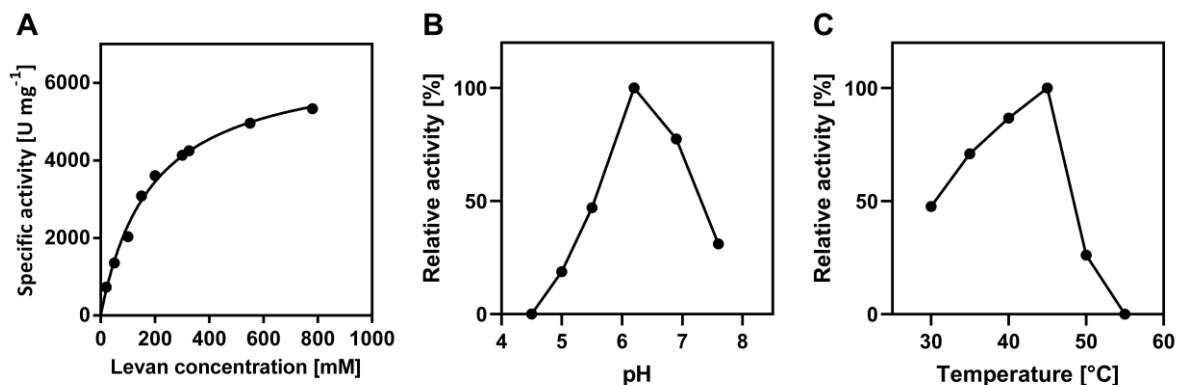 A
Specific activity [U mg⁻¹]
6000
4000
2000
0
0 200 400 600 800 1000
Levan concentration [mM]
B
Relative activity [%]
100
50
0
4 5 6 7 8
pH
C
Relative activity [%]
100
50
0
30 40 50 60
Temperature [°C]